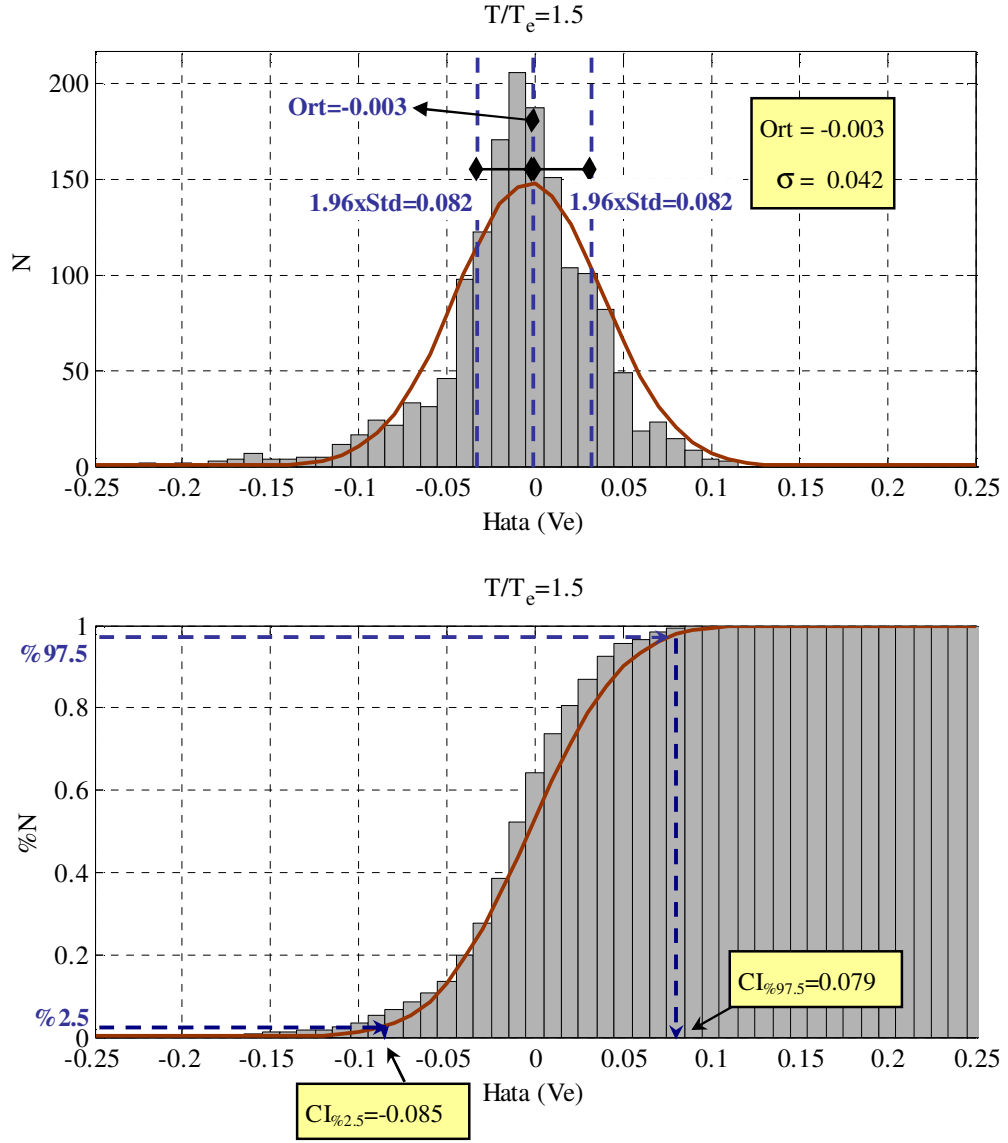 T/Te=1.5
200
150
100
50
0
N
Ort=-0.003
1.96xStd=0.082
1.96xStd=0.082
Ort = -0.003
σ = 0.042
-0.25 -0.2 -0.15 -0.1 -0.05 0 0.05 0.1 0.15 0.2 0.25
Hata (Ve)
T/Te=1.5
1
%97.5
0.8
0.6
0.4
0.2
%2.5
0
%N
CI%97.5=0.079
-0.25 -0.2 -0.15 -0.1 -0.05 0 0.05 0.1 0.15 0.2 0.25
Hata (Ve)
CI%2.5=-0.085